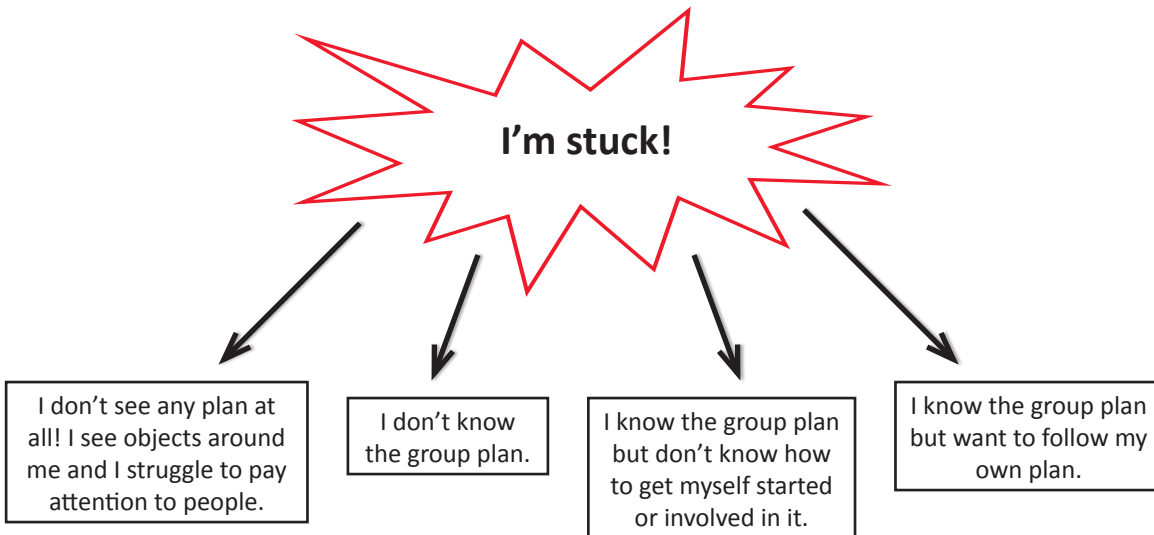 I’m stuck!
I don’t see any plan at
all! I see objects around
me and I struggle to pay
attention to people.
I don’t know
the group plan.
I know the group plan
but don’t know how
to get myself started
or involved in it.
I know the group plan
but want to follow my
own plan.